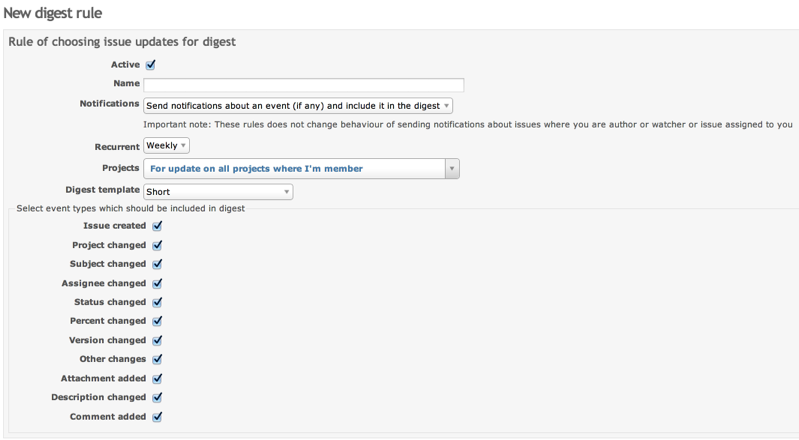 New digest rule
Rule of choosing issue updates for digest
Active
Name
Notifications Send notifications about an event (if any) and include it in the digest
Important note: These rules does not change behaviour of sending notifications about issues where you are author or watcher or issue assigned to you
Recurrent Weekly
Projects For update on all projects where I'm member
Digest template Short
Select event types which should be included in digest
Issue created
Project changed
Subject changed
Assignee changed
Status changed
Percent changed
Version changed
Other changes
Attachment added
Description changed
Comment added